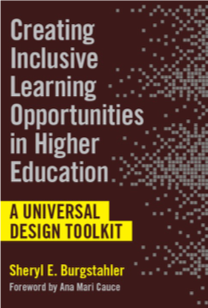 Creating
Inclusive
Learning
Opportunities
in Higher
Education
A UNIVERSAL
DESIGN TOOLKIT
Sheryl E. Burgstahler
Foreword by Ana Mari Cauce